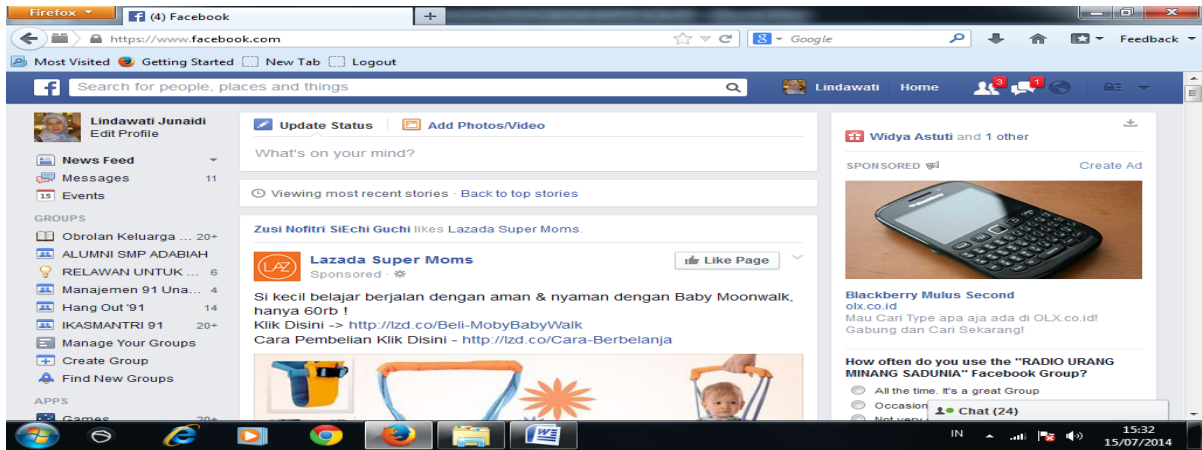 Firefox
(4) Facebook
https://www.facebook.com
Google
Feedback
Most Visited Getting Started New Tab Logout
Search for people, places and things
Lindawati Home 3 1
Lindawati Junaidi
Edit Profile
News Feed
Messages 11
15 Events
GROUPS
Obrolan Keluarga ... 20+
ALUMNI SMP ADABIAH
RELAWAN UNTUK ... 6
Manajemen 91 Una... 4
Hang Out '91 14
IKASMANTRI 91 20+
Manage Your Groups
Create Group
Find New Groups
APPS
Games 20+
Update Status Add Photos/Video
What's on your mind?
Viewing most recent stories · Back to top stories
Zusi Nofitri SiEchi Guchi likes Lazada Super Moms.
LAZ
Lazada Super Moms
Sponsored ·
Like Page
Si kecil belajar berjalan dengan aman & nyaman dengan Baby Moonwalk,
hanya 60rb !
Klik Disini -> http://lzd.co/Beli-MobyBabyWalk
Cara Pembelian Klik Disini - http://lzd.co/Cara-Berbelanja
Widya Astuti and 1 other
SPONSORED Create Ad
Blackberry Mulus Second
olx.co.id
Mau Cari Type apa aja ada di OLX.co.id!
Gabung dan Cari Sekarang!
How often do you use the "RADIO URANG
MINANG SADUNIA" Facebook Group?
All the time. It's a great Group
Occasion
Not very
Chat (24)
IN
15:32
15/07/2014